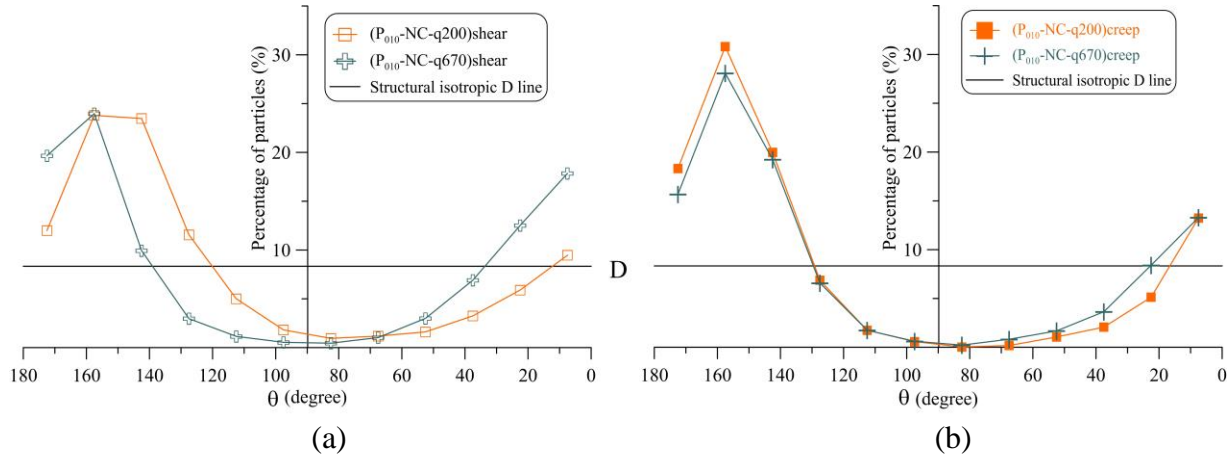 (P₀₁₀-NC-q200)shear
(P₀₁₀-NC-q670)shear
Structural isotropic D line
Percentage of particles (%)
30
20
10
180 160 140 120 100 80 60 40 20 0
θ (degree)
(a)
D
(P₀₁₀-NC-q200)creep
(P₀₁₀-NC-q670)creep
Structural isotropic D line
Percentage of particles (%)
30
20
10
180 160 140 120 100 80 60 40 20 0
θ (degree)
(b)